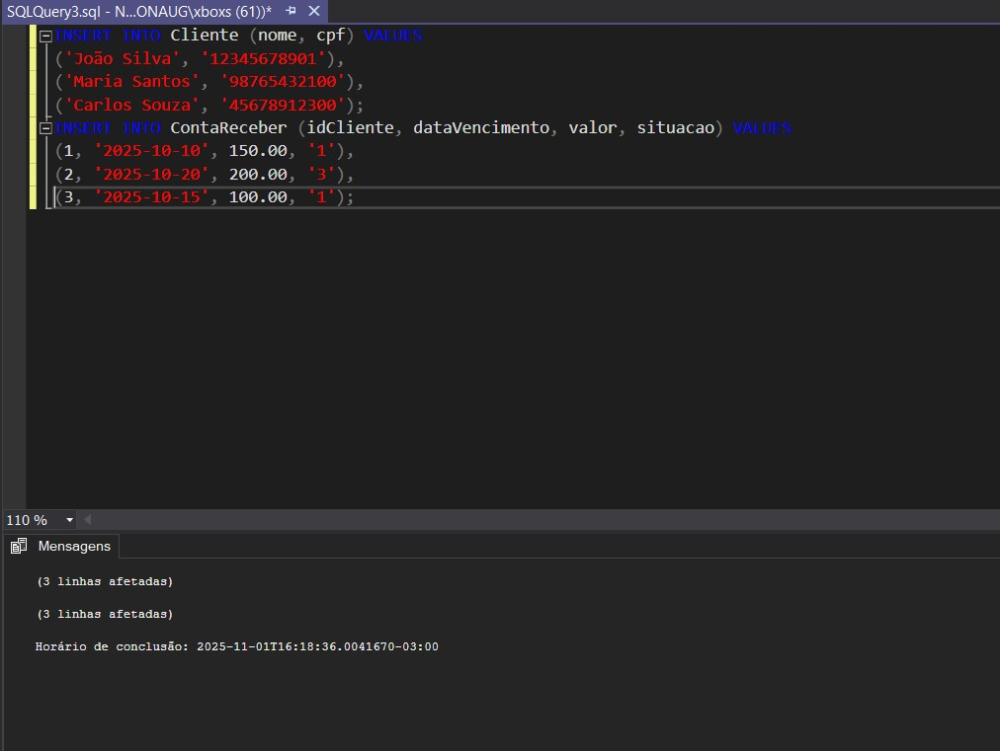 SQLQuery3.sql - N...ONAUG\xboxs (61))*
INSERT INTO Cliente (nome, cpf) VALUES
('João Silva', '12345678901'),
('Maria Santos', '98765432100'),
('Carlos Souza', '45678912300');
INSERT INTO ContaReceber (idCliente, dataVencimento, valor, situacao) VALUES
(1, '2025-10-10', 150.00, '1'),
(2, '2025-10-20', 200.00, '3'),
(3, '2025-10-15', 100.00, '1');
110 %
Mensagens
(3 linhas afetadas)
(3 linhas afetadas)
Horário de conclusão: 2025-11-01T16:18:36.0041670-03:00